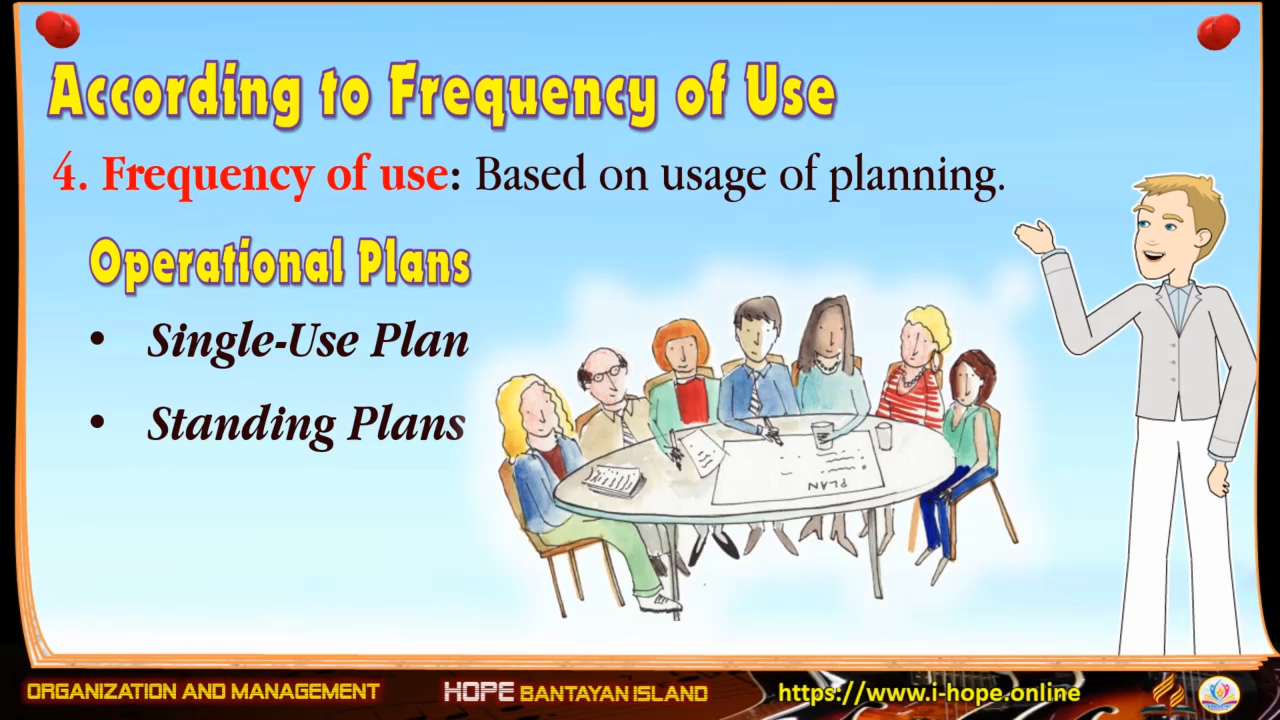 According to Frequency of Use
4. Frequency of use: Based on usage of planning.
Operational Plans
• Single-Use Plan
• Standing Plans
PLAN
ORGANIZATION AND MANAGEMENT HOPE BANTAYAN ISLAND https://www.i-hope.online